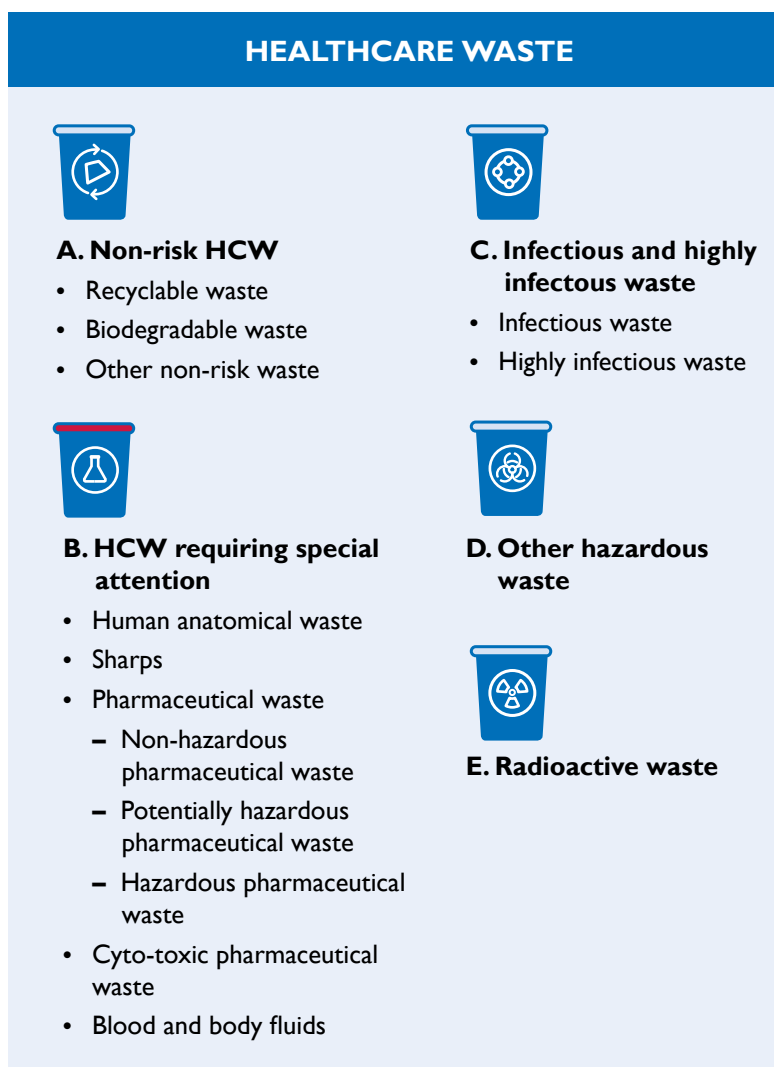 HEALTHCARE WASTE
A. Non-risk HCW
• Recyclable waste
• Biodegradable waste
• Other non-risk waste
B. HCW requiring special
attention
• Human anatomical waste
• Sharps
• Pharmaceutical waste
– Non-hazardous
pharmaceutical waste
– Potentially hazardous
pharmaceutical waste
– Hazardous pharmaceutical
waste
• Cyto-toxic pharmaceutical
waste
• Blood and body fluids
C. Infectious and highly
infectous waste
• Infectious waste
• Highly infectious waste
D. Other hazardous
waste
E. Radioactive waste